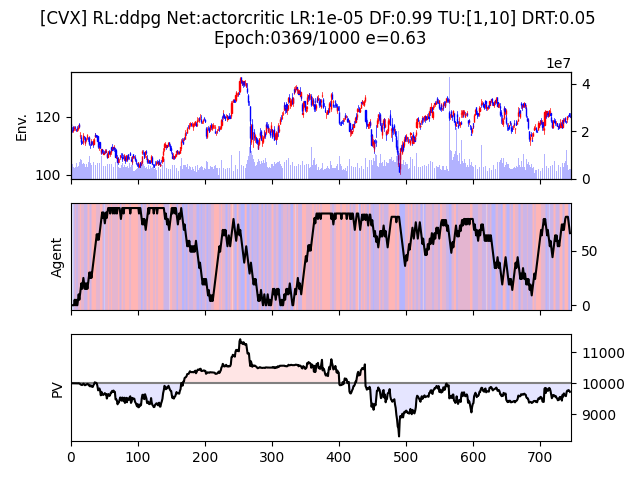 [CVX] RL:ddpg Net:actorcritic LR:1e-05 DF:0.99 TU:[1,10] DRT:0.05
Epoch:0369/1000 e=0.63
1e7
Env.
120
100
4
2
0
Agent
50
0
PV
11000
10000
9000
0 100 200 300 400 500 600 700